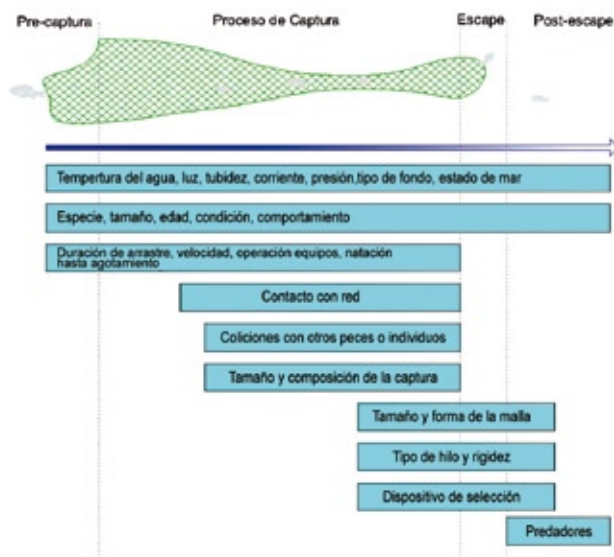 Pre-captura Proceso de Captura Escape Post-escape
Tempertura del agua, luz, tubidez, corriente, presión,tipo de fondo, estado de mar
Especie, tamaño, edad, condición, comportamiento
Duración de arrastre, velocidad, operación equipos, natación
hasta agotamiento
Contacto con red
Coliciones con otros peces o individuos
Tamaño y composición de la captura
Tamaño y forma de la malla
Tipo de hilo y rigidez
Dispositivo de selección
Predadores